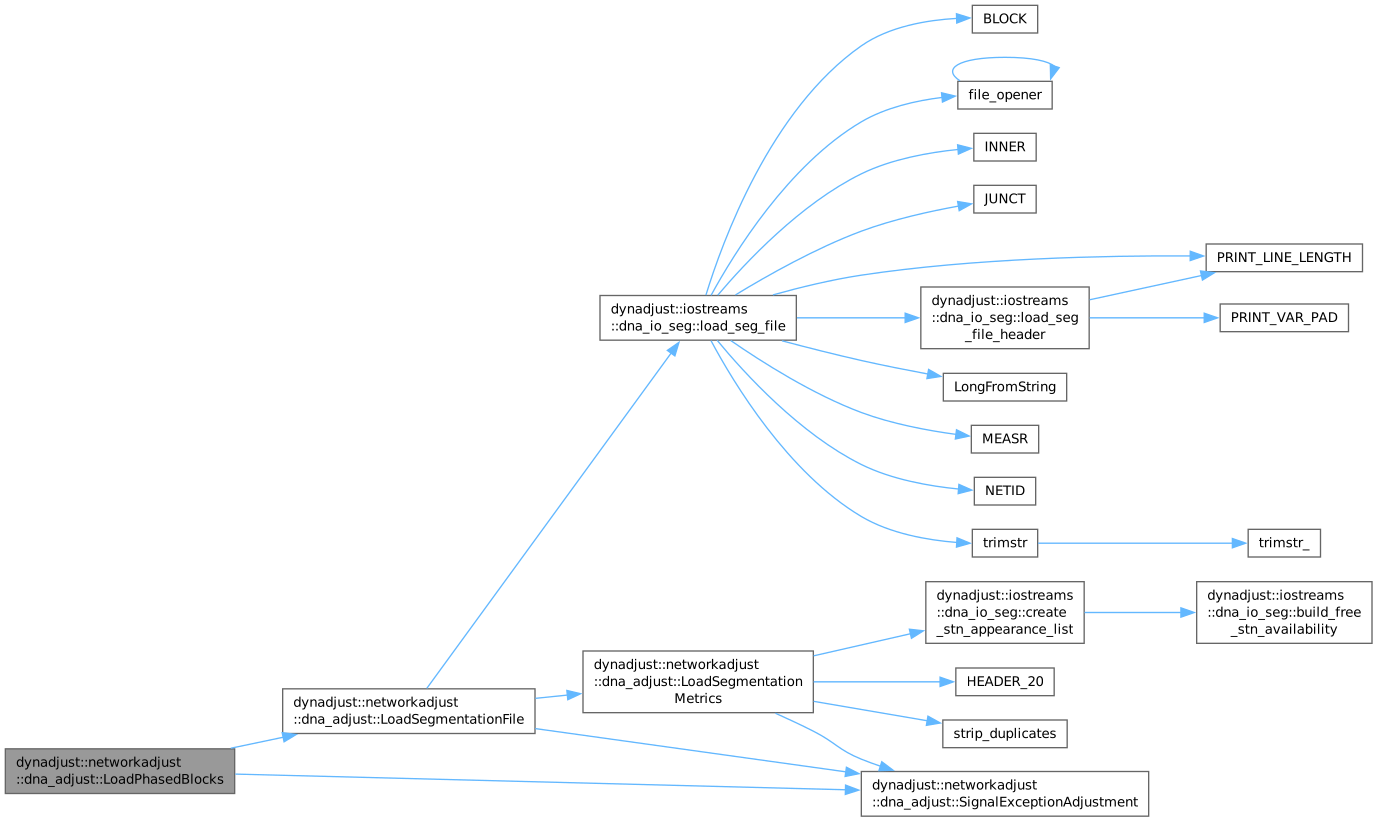 BLOCK
file_opener
INNER
JUNCT
PRINT_LINE_LENGTH
dynadjust::iostreams
::dna_io_seg::load_seg_file
dynadjust::iostreams
::dna_io_seg::load_seg
_file_header
PRINT_VAR_PAD
LongFromString
MEASR
NETID
trimstr
trimstr_
dynadjust::iostreams
::dna_io_seg::create
_stn_appearance_list
dynadjust::iostreams
::dna_io_seg::build_free
_stn_availability
dynadjust::networkadjust
::dna_adjust::LoadSegmentation
Metrics
HEADER_20
dynadjust::networkadjust
::dna_adjust::LoadSegmentationFile
strip_duplicates
dynadjust::networkadjust
::dna_adjust::LoadPhasedBlocks
dynadjust::networkadjust
::dna_adjust::SignalExceptionAdjustment